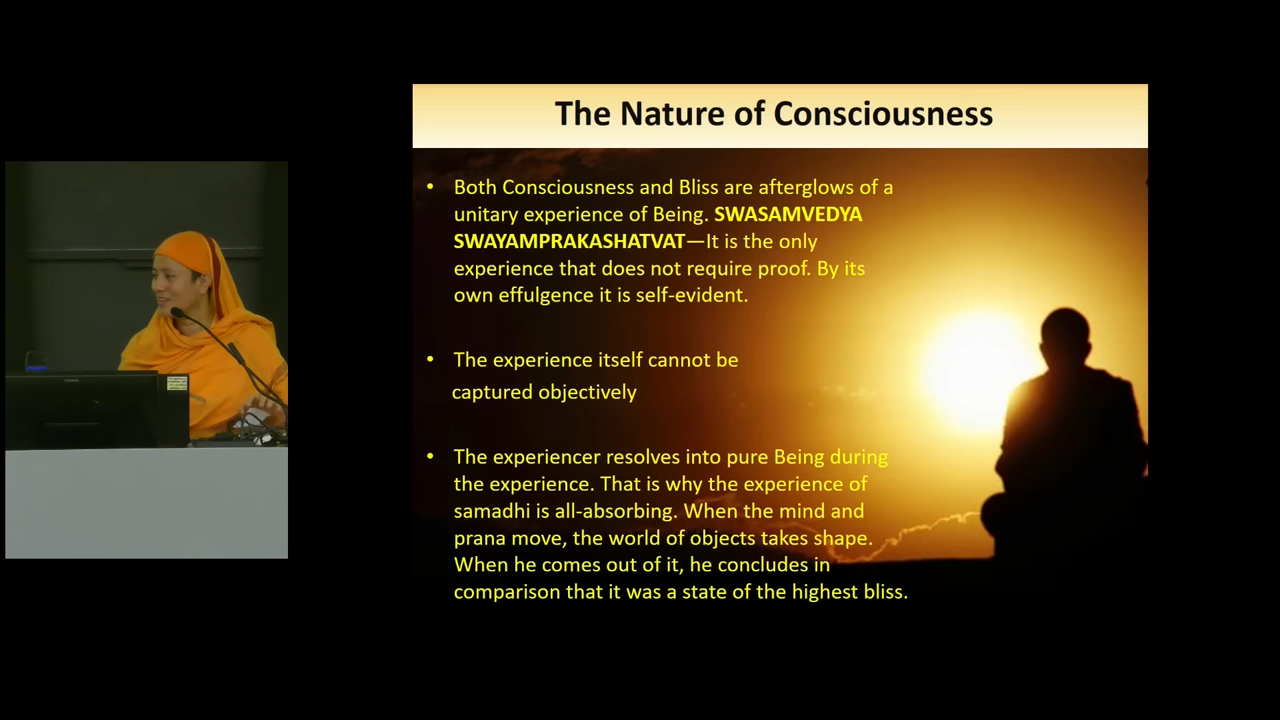 The Nature of Consciousness
• Both Consciousness and Bliss are afterglows of a
unitary experience of Being. SWASAMVEDYA
SWAYAMPRAKASHATVAT—It is the only
experience that does not require proof. By its
own effulgence it is self-evident.
• The experience itself cannot be
captured objectively
• The experiencer resolves into pure Being during
the experience. That is why the experience of
samadhi is all-absorbing. When the mind and
prana move, the world of objects takes shape.
When he comes out of it, he concludes in
comparison that it was a state of the highest bliss.